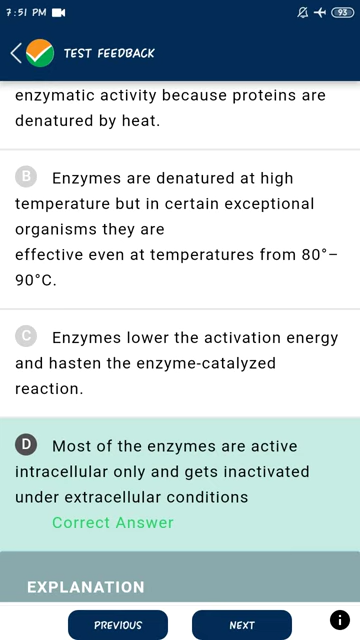 7:51 PM
93
TEST FEEDBACK
enzymatic activity because proteins are
denatured by heat.
B Enzymes are denatured at high
temperature but in certain exceptional
organisms they are
effective even at temperatures from 80°–
90°C.
C Enzymes lower the activation energy
and hasten the enzyme-catalyzed
reaction.
D Most of the enzymes are active
intracellular only and gets inactivated
under extracellular conditions
Correct Answer
EXPLANATION
PREVIOUS
NEXT
i